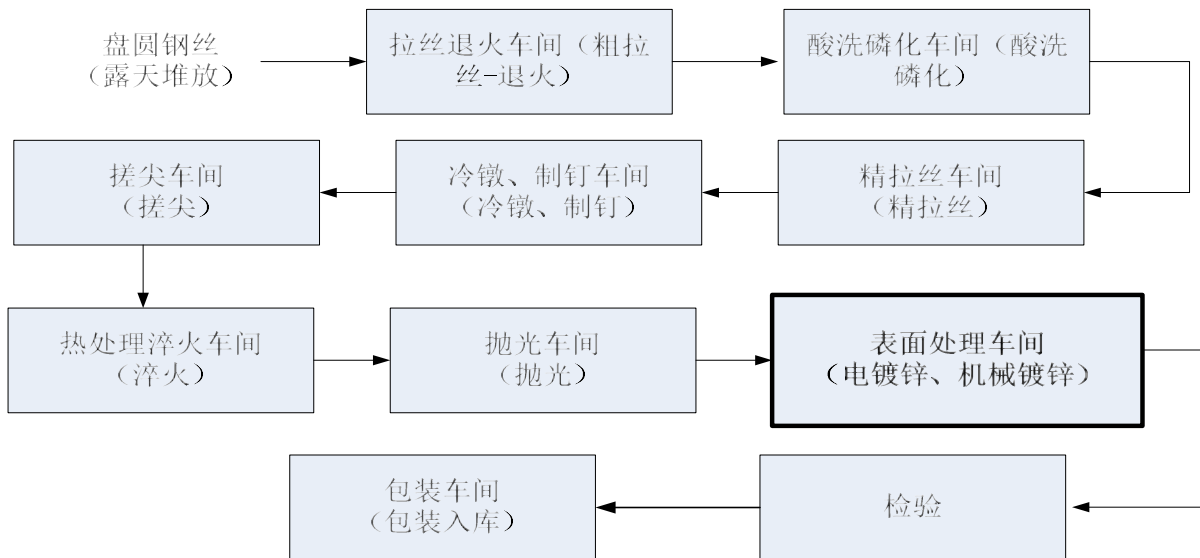 盘圆钢丝
（露天堆放）
拉丝退火车间（粗拉
丝-退火）
酸洗磷化车间（酸洗
磷化）
搓尖车间
（搓尖）
冷镦、制钉车间
（冷镦、制钉）
精拉丝车间
（精拉丝）
热处理淬火车间
（淬火）
抛光车间
（抛光）
表面处理车间
（电镀锌、机械镀锌）
包装车间
（包装入库）
检验